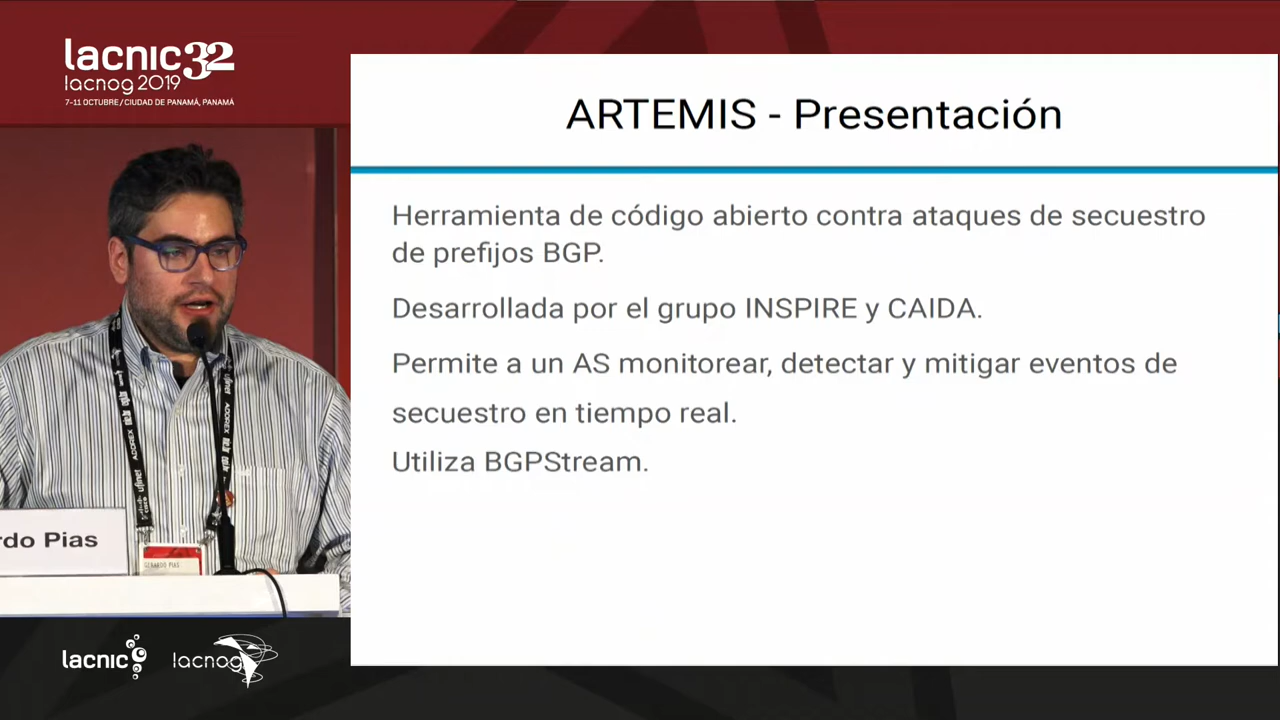 lacnic32
lacnog 2019
7-11 OCTUBRE / CIUDAD DE PANAMÁ, PANAMÁ
ARTEMIS - Presentación
Herramienta de código abierto contra ataques de secuestro
de prefijos BGP.
Desarrollada por el grupo INSPIRE y CAIDA.
Permite a un AS monitorear, detectar y mitigar eventos de
secuestro en tiempo real.
Utiliza BGPStream.
rdo Pias
GERARDO PIAS
lacnic
lacnog